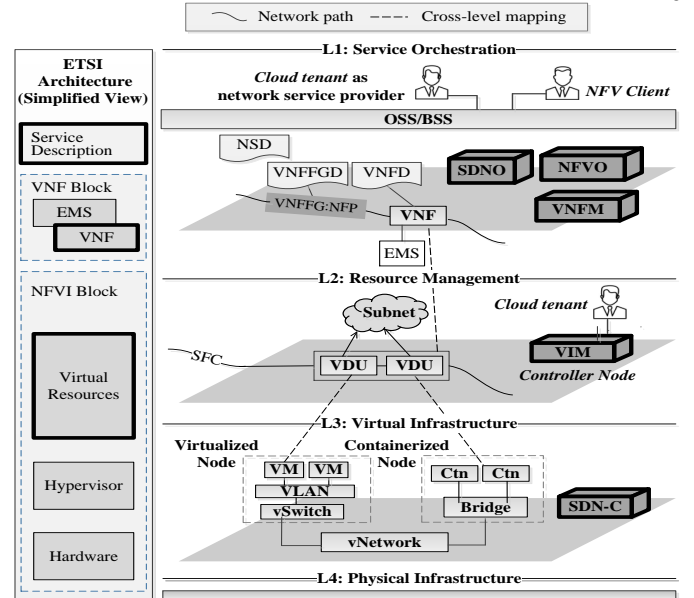 Network path
Cross-level mapping
ETSI
Architecture
(Simplified View)
Service
Description
VNF Block
EMS
VNF
NFVI Block
Virtual
Resources
Hypervisor
Hardware
L1: Service Orchestration
Cloud tenant as
network service provider
NFV Client
OSS/BSS
NSD
VNFFGD
VNFD
SDNO
NFVO
VNFFG:NFP
VNF
VNFM
EMS
L2: Resource Management
Subnet
Cloud tenant
SFC
VDU
VDU
VIM
Controller Node
L3: Virtual Infrastructure
Virtualized
Node
Containerized
Node
VM
VM
VLAN
vSwitch
Ctn
Ctn
Bridge
SDN-C
vNetwork
L4: Physical Infrastructure